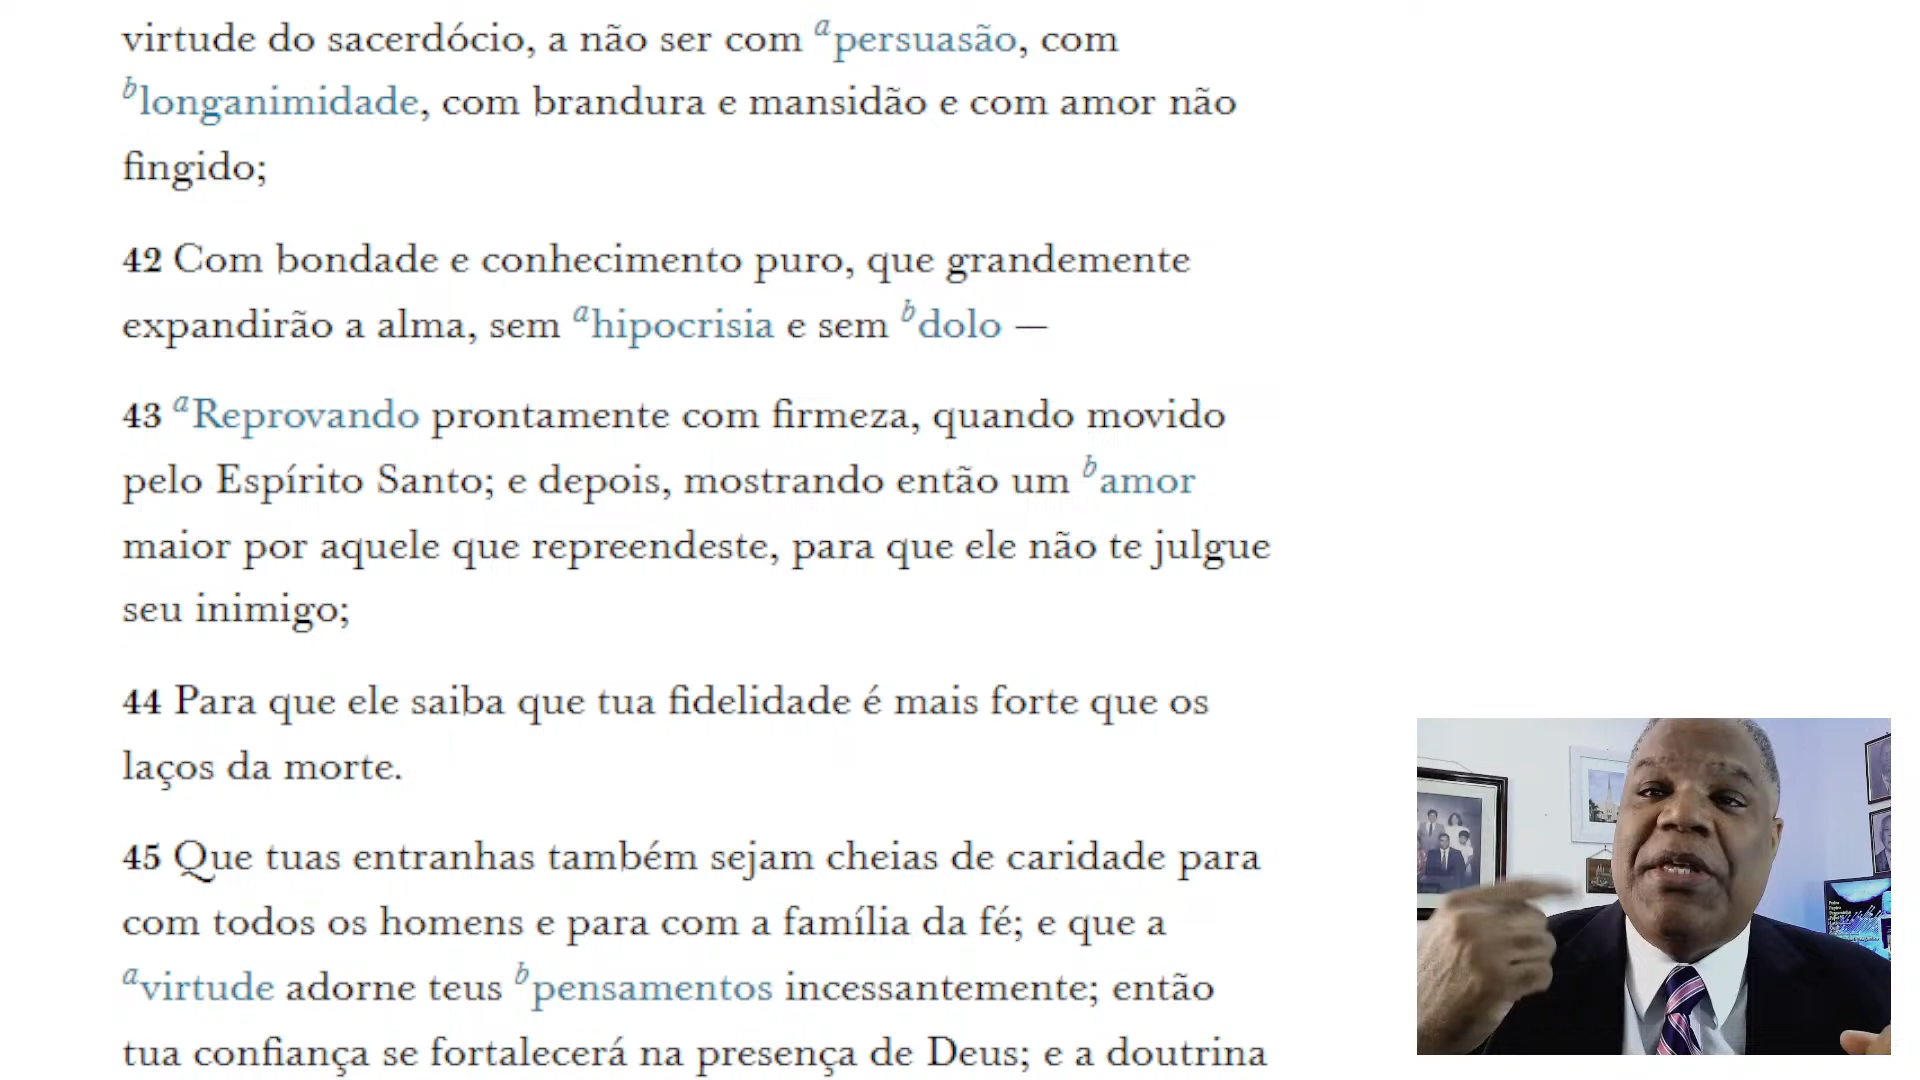 virtude do sacerdócio, a não ser com ᵃpersuasão, com
ᵇlonganimidade, com brandura e mansidão e com amor não
fingido;
42 Com bondade e conhecimento puro, que grandemente
expandirão a alma, sem ᵃhipocrisia e sem ᵇdolo —
43 ᵃReprovando prontamente com firmeza, quando movido
pelo Espírito Santo; e depois, mostrando então um ᵇamor
maior por aquele que repreendeste, para que ele não te julgue
seu inimigo;
44 Para que ele saiba que tua fidelidade é mais forte que os
laços da morte.
45 Que tuas entranhas também sejam cheias de caridade para
com todos os homens e para com a família da fé; e que a
ᵃvirtude adorne teus ᵇpensamentos incessantemente; então
tua confiança se fortalecerá na presença de Deus; e a doutrina